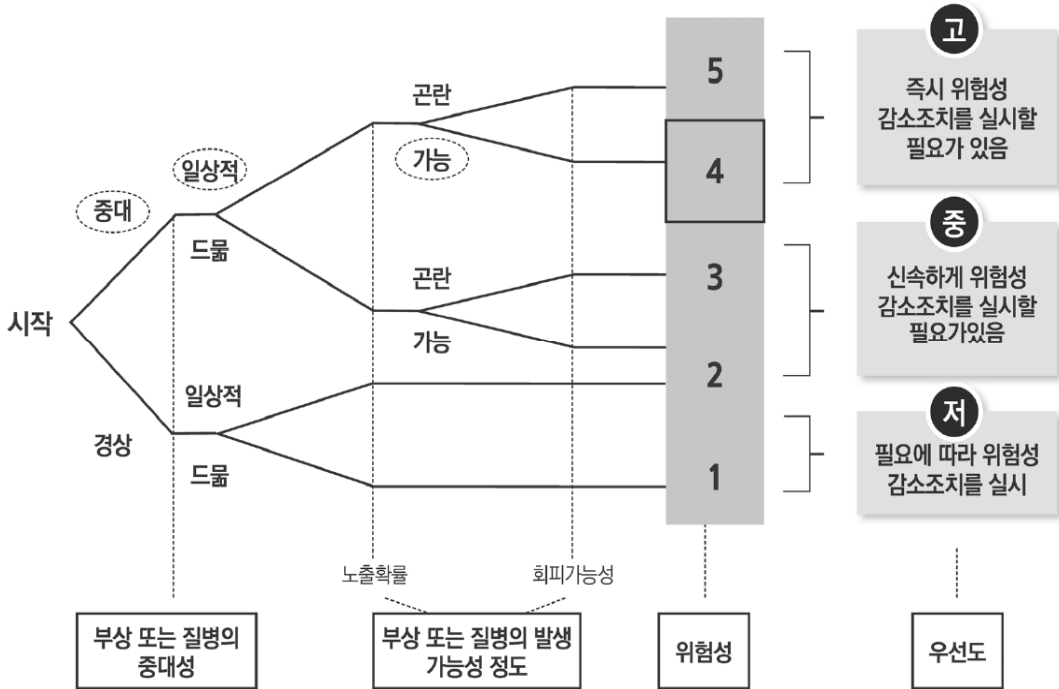 고
5
곤란
즉시 위험성
감소조치를 실시할
필요가 있음
일상적
가능
4
중대
중
드묾
곤란
3
신속하게 위험성
감소조치를 실시할
필요가있음
시작
가능
2
일상적
저
경상
필요에 따라 위험성
감소조치를 실시
드묾
1
노출확률
회피가능성
부상 또는 질병의
중대성
부상 또는 질병의 발생
가능성 정도
위험성
우선도